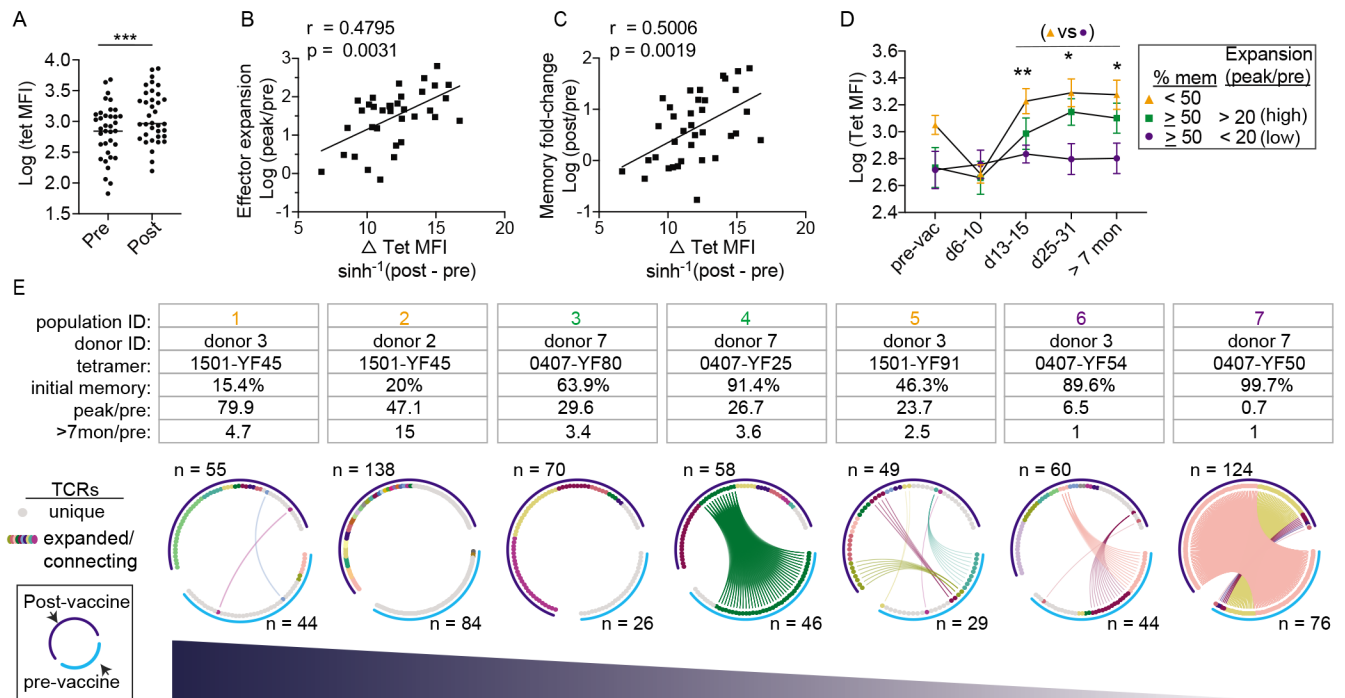 A
***
Log (tet MFI)
4.0
3.5
3.0
2.5
2.0
1.5
Pre
Post
B
r = 0.4795
p = 0.0031
Effector expansion
Log (peak/pre)
3
2
1
0
-1
5
10
15
20
△ Tet MFI
sinh-1(post - pre)
C
r = 0.5006
p = 0.0019
Memory fold-change
Log (post/pre)
2
1
0
-1
5
10
15
20
△ Tet MFI
sinh-1(post - pre)
D
(▲ vs ●)
** * *
Log (Tet MFI)
3.6
3.4
3.2
3.0
2.8
2.6
2.4
pre-vac
d6-10
d13-15
d25-31
> 7 mon
Expansion
% mem (peak/pre)
< 50
≥ 50 > 20 (high)
≥ 50 < 20 (low)
E
population ID: 1 2 3 4 5 6 7
donor ID: donor 3 donor 2 donor 7 donor 7 donor 3 donor 3 donor 7
tetramer: 1501-YF45 1501-YF45 0407-YF80 0407-YF25 1501-YF91 0407-YF54 0407-YF50
initial memory: 15.4% 20% 63.9% 91.4% 46.3% 89.6% 99.7%
peak/pre: 79.9 47.1 29.6 26.7 23.7 6.5 0.7
>7mon/pre: 4.7 15 3.4 3.6 2.5 1 1
n = 55 n = 138 n = 70 n = 58 n = 49 n = 60 n = 124
TCRs
unique
expanded/
connecting
n = 44 n = 84 n = 26 n = 46 n = 29 n = 44 n = 76
Post-vaccine
pre-vaccine